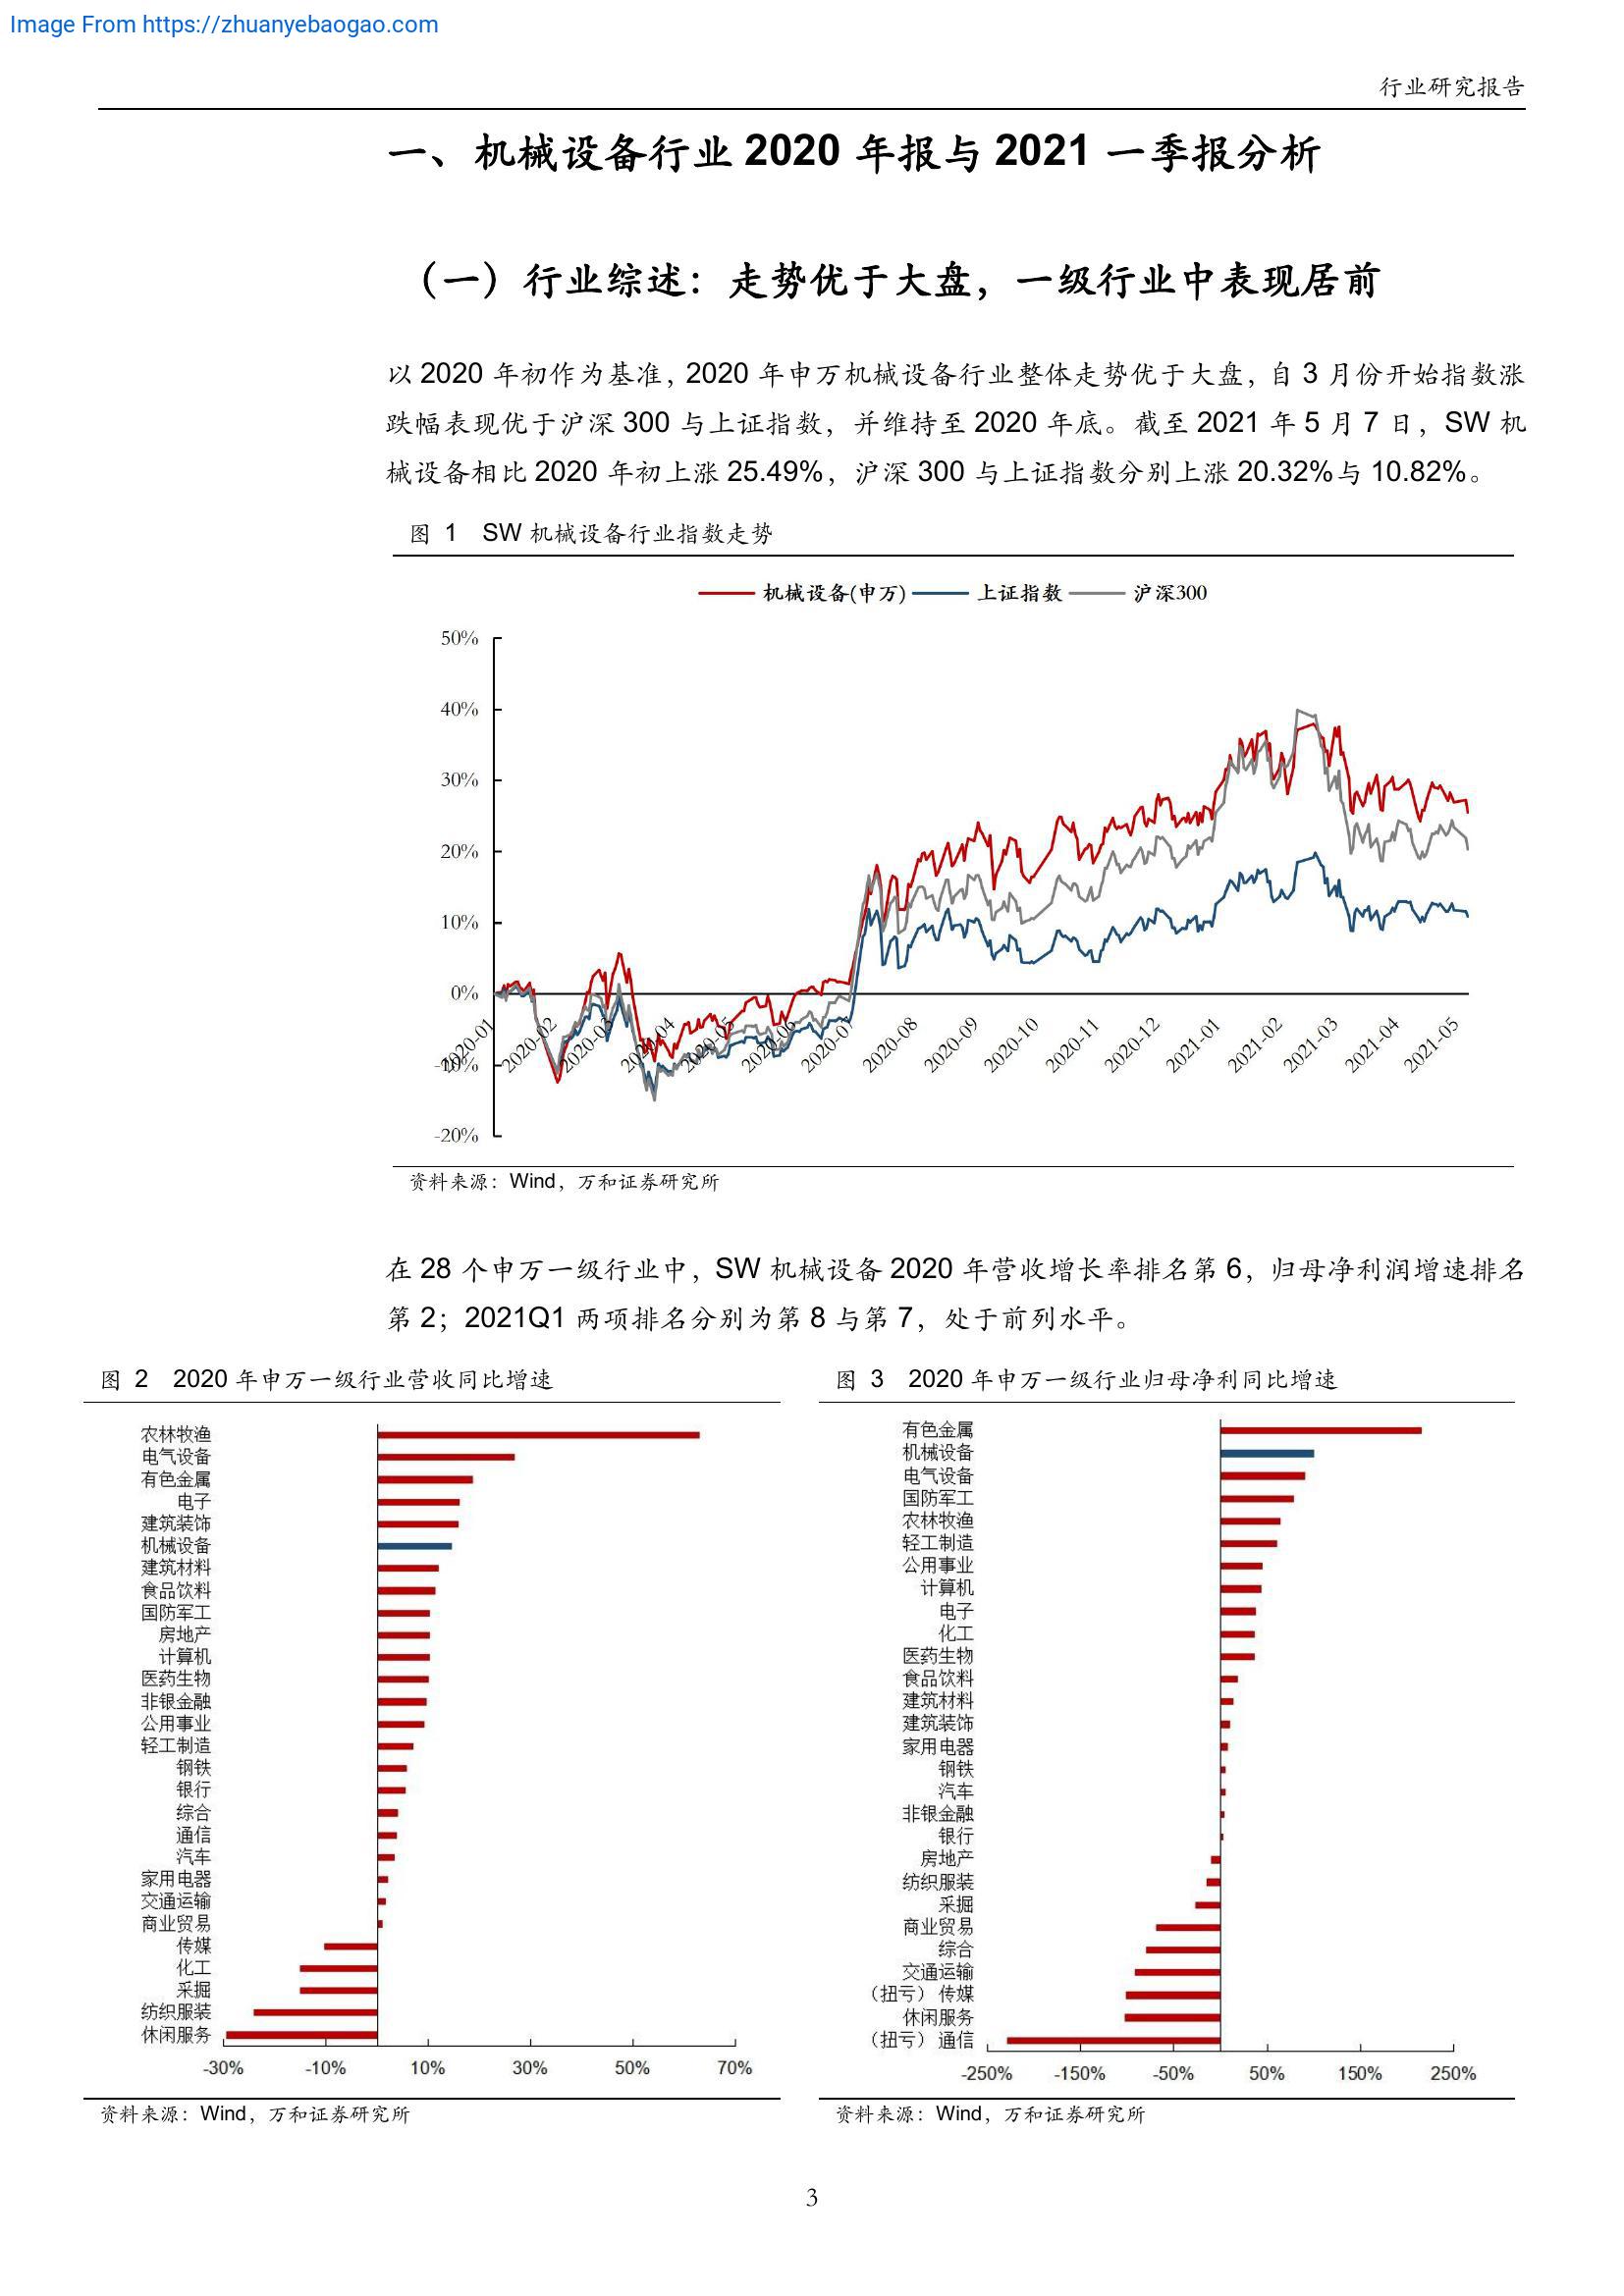 Image From https://zhuanyebaogao.com
行业研究报告
一、机械设备行业 2020 年报与 2021 一季报分析
（一）行业综述：走势优于大盘，一级行业中表现居前
以 2020 年初作为基准，2020 年申万机械设备行业整体走势优于大盘，自 3 月份开始指数涨
跌幅表现优于沪深 300 与上证指数，并维持至 2020 年底。截至 2021 年 5 月 7 日，SW 机
械设备相比 2020 年初上涨 25.49%，沪深 300 与上证指数分别上涨 20.32%与 10.82%。
图 1 SW 机械设备行业指数走势
机械设备(申万) 上证指数 沪深300
50%
40%
30%
20%
10%
0%
-10%
-20%
2020-01 2020-02 2020-03 2020-04 2020-05 2020-06 2020-07 2020-08 2020-09 2020-10 2020-11 2020-12 2021-01 2021-02 2021-03 2021-04 2021-05
资料来源：Wind，万和证券研究所
在 28 个申万一级行业中，SW 机械设备 2020 年营收增长率排名第 6，归母净利润增速排名
第 2；2021Q1 两项排名分别为第 8 与第 7，处于前列水平。
图 2 2020 年申万一级行业营收同比增速
农林牧渔
电气设备
有色金属
电子
建筑装饰
机械设备
建筑材料
食品饮料
国防军工
房地产
计算机
医药生物
非银金融
公用事业
轻工制造
钢铁
银行
综合
通信
汽车
家用电器
交通运输
商业贸易
传媒
化工
采掘
纺织服装
休闲服务
-30% -10% 10% 30% 50% 70%
资料来源：Wind，万和证券研究所
图 3 2020 年申万一级行业归母净利同比增速
有色金属
机械设备
电气设备
国防军工
农林牧渔
轻工制造
公用事业
计算机
电子
化工
医药生物
食品饮料
建筑材料
建筑装饰
家用电器
钢铁
汽车
非银金融
银行
房地产
纺织服装
采掘
商业贸易
综合
交通运输
（扭亏）传媒
休闲服务
（扭亏）通信
-250% -150% -50% 50% 150% 250%
资料来源：Wind，万和证券研究所
3